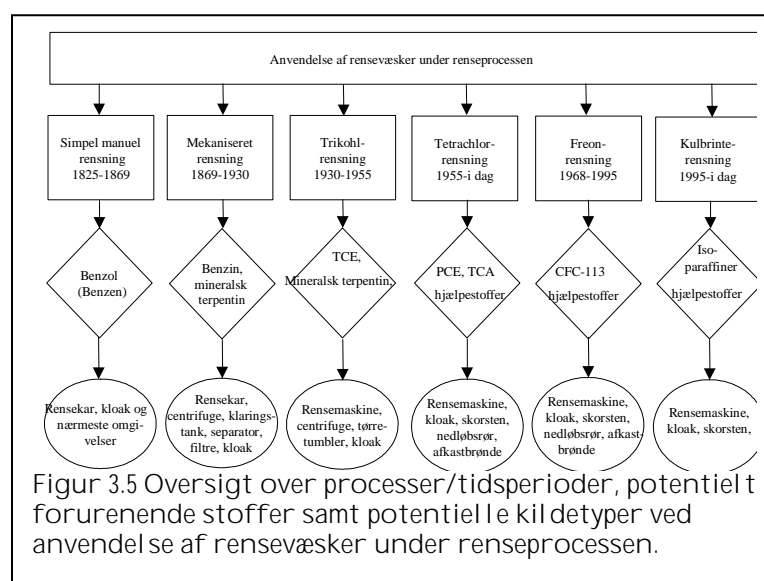 Anvendelse af rensevæsker under renseprocessen
Simpel manuel
rensning
1825-1869
Mekaniseret
rensning
1869-1930
Trikohl-
rensning
1930-1955
Tetrachlor-
rensning
1955-i dag
Freon-
rensning
1968-1995
Kulbrinte-
rensning
1995-i dag
Benzol
(Benzen)
Benzin,
mineralsk
terpentin
TCE,
Mineralsk terpentin,
PCE, TCA
hjælpestoffer
CFC-113
hjælpestoffer
Iso-
paraffiner
hjælpestoffer
Rensekar, kloak og
nærmeste omgi-
velser
Rensekar,
centrifuge, klarings-
tank, separator,
filtre, kloak
Rensemaskine,
centrifuge, tørre-
tumbler, kloak
Rensemaskine,
kloak, skorsten,
nedløbsrør,
afkastbrønde
Rensemaskine,
kloak, skorsten,
nedløbsrør, afkast-
brønde
Rensemaskine,
kloak, skorsten,
Figur 3.5 Oversigt over processer/tidsperioder, potentielt
forurenende stoffer samt potentielle kildetyper ved
anvendelse af rensevæsker under renseprocessen.